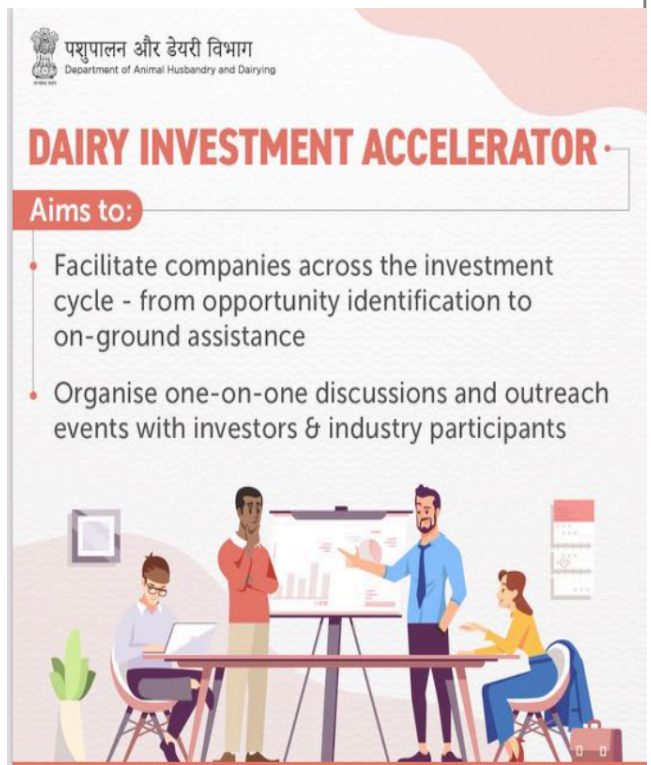 पशुपालन और डेयरी विभाग
Department of Animal Husbandry and Dairying
DAIRY INVESTMENT ACCELERATOR
Aims to:
Facilitate companies across the investment
cycle - from opportunity identification to
on-ground assistance
Organise one-on-one discussions and outreach
events with investors & industry participants